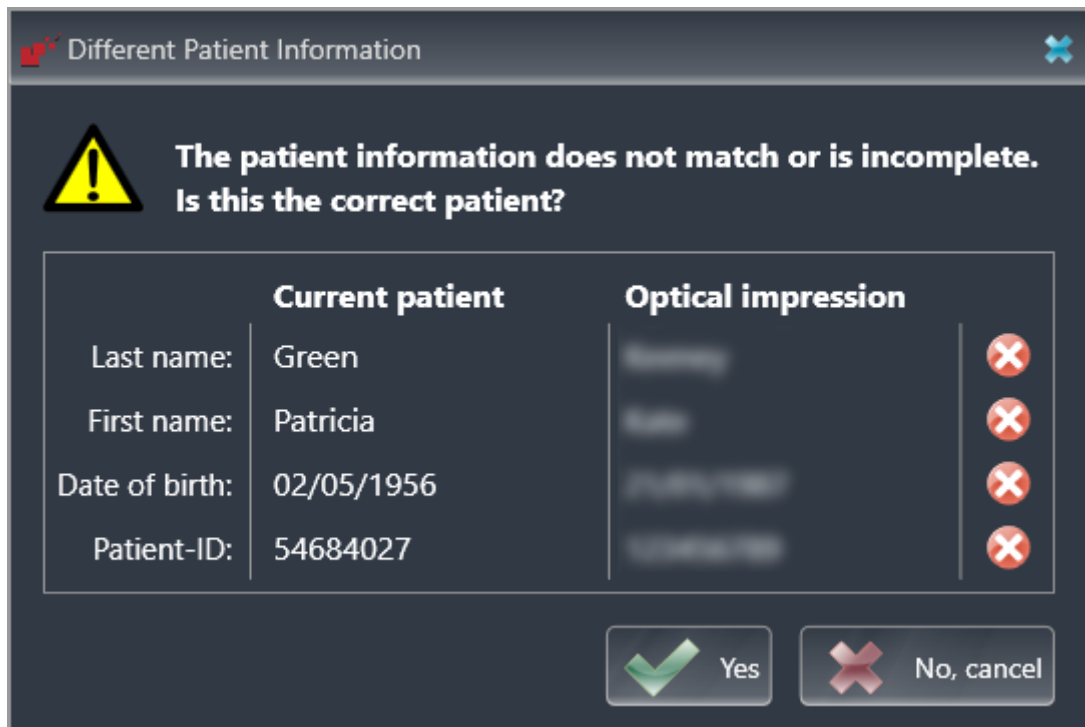 Different Patient Information
The patient information does not match or is incomplete.
Is this the correct patient?
Current patient Optical impression
Last name: Green
First name: Patricia
Date of birth: 02/05/1956
Patient-ID: 54684027
Yes No, cancel